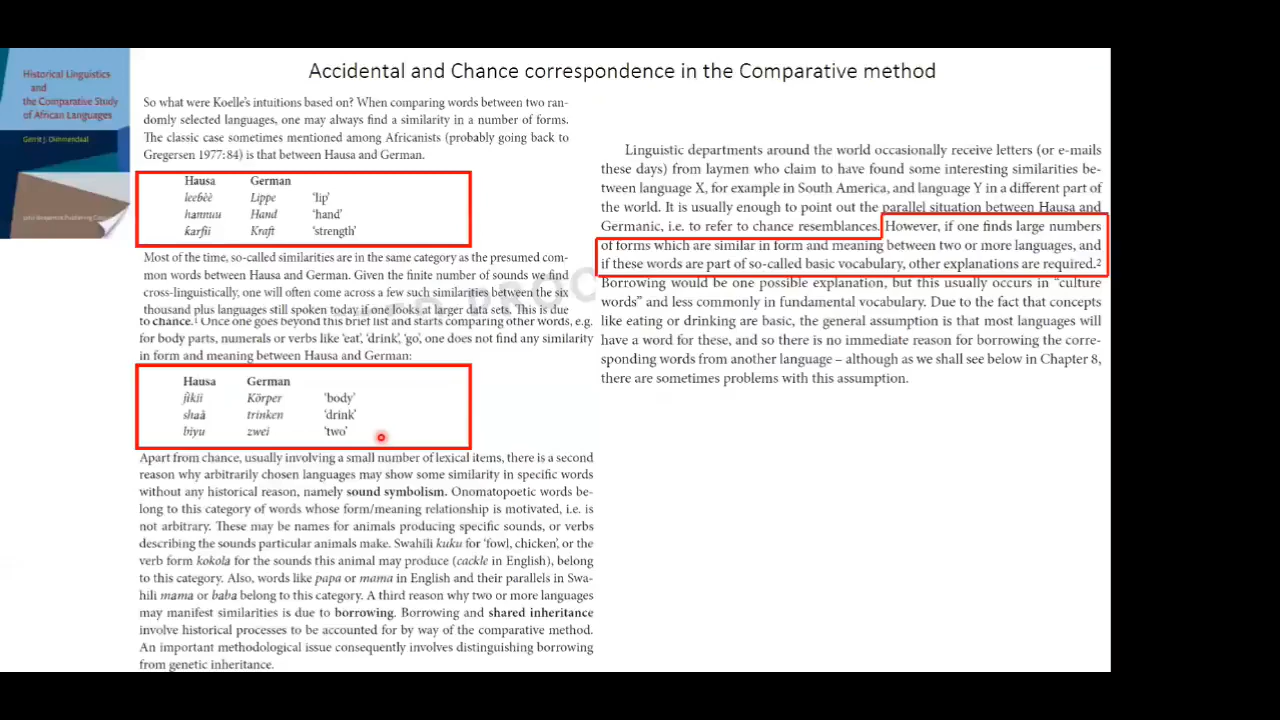 Historical Linguistics
and
the Comparative Study
of African Languages
Gerrit J. Dimmendaal
Accidental and Chance correspondence in the Comparative method
So what were Koelle's intuitions based on? When comparing words between two ran-
domly selected languages, one may always find a similarity in a number of forms.
The classic case sometimes mentioned among Africanists (probably going back to
Gregersen 1977:84) is that between Hausa and German.
Hausa German
leebèè Lippe 'lip'
hannuu Hand 'hand'
karfii Kraft 'strength'
Most of the time, so-called similarities are in the same category as the presumed com-
mon words between Hausa and German. Given the finite number of sounds we find
cross-linguistically, one will often come across a few such similarities between the six
thousand plus languages still spoken today if one looks at larger data sets. This is due
to chance.¹ Once one goes beyond this brief list and starts comparing other words, e.g.
for body parts, numerals or verbs like 'eat', 'drink', 'go', one does not find any similarity
in form and meaning between Hausa and German:
Hausa German
jìkii Körper 'body'
shaà trinken 'drink'
biyu zwei 'two'
Apart from chance, usually involving a small number of lexical items, there is a second
reason why arbitrarily chosen languages may show some similarity in specific words
without any historical reason, namely sound symbolism. Onomatopoetic words be-
long to this category of words whose form/meaning relationship is motivated, i.e. is
not arbitrary. These may be names for animals producing specific sounds, or verbs
describing the sounds particular animals make. Swahili kuku for 'fowl, chicken', or the
verb form kokola for the sounds this animal may produce (cackle in English), belong
to this category. Also, words like papa or mama in English and their parallels in Swa-
hili mama or baba belong to this category. A third reason why two or more languages
may manifest similarities is due to borrowing. Borrowing and shared inheritance
involve historical processes to be accounted for by way of the comparative method.
An important methodological issue consequently involves distinguishing borrowing
from genetic inheritance.
Linguistic departments around the world occasionally receive letters (or e-mails
these days) from laymen who claim to have found some interesting similarities be-
tween language X, for example in South America, and language Y in a different part of
the world. It is usually enough to point out the parallel situation between Hausa and
Germanic, i.e. to refer to chance resemblances. However, if one finds large numbers
of forms which are similar in form and meaning between two or more languages, and
if these words are part of so-called basic vocabulary, other explanations are required.²
Borrowing would be one possible explanation, but this usually occurs in "culture
words" and less commonly in fundamental vocabulary. Due to the fact that concepts
like eating or drinking are basic, the general assumption is that most languages will
have a word for these, and so there is no immediate reason for borrowing the corre-
sponding words from another language – although as we shall see below in Chapter 8,
there are sometimes problems with this assumption.